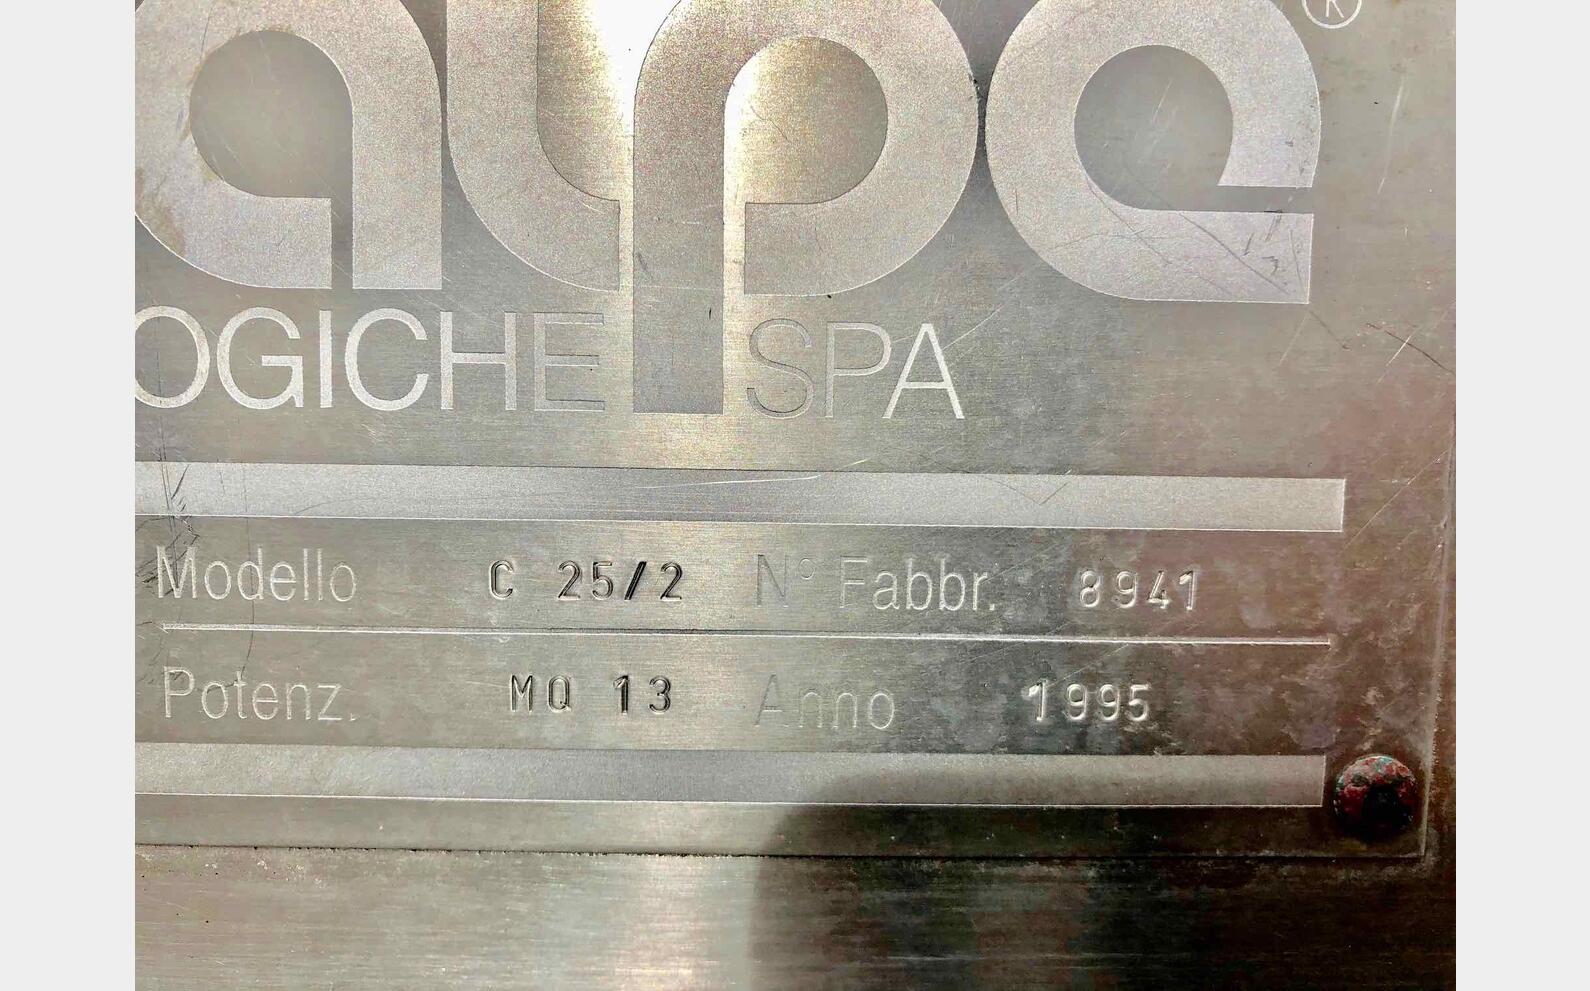 alpe ®
OGICHE SPA
Modello C 25/2 N° Fabbr. 8941
Potenz. MQ 13 Anno 1995